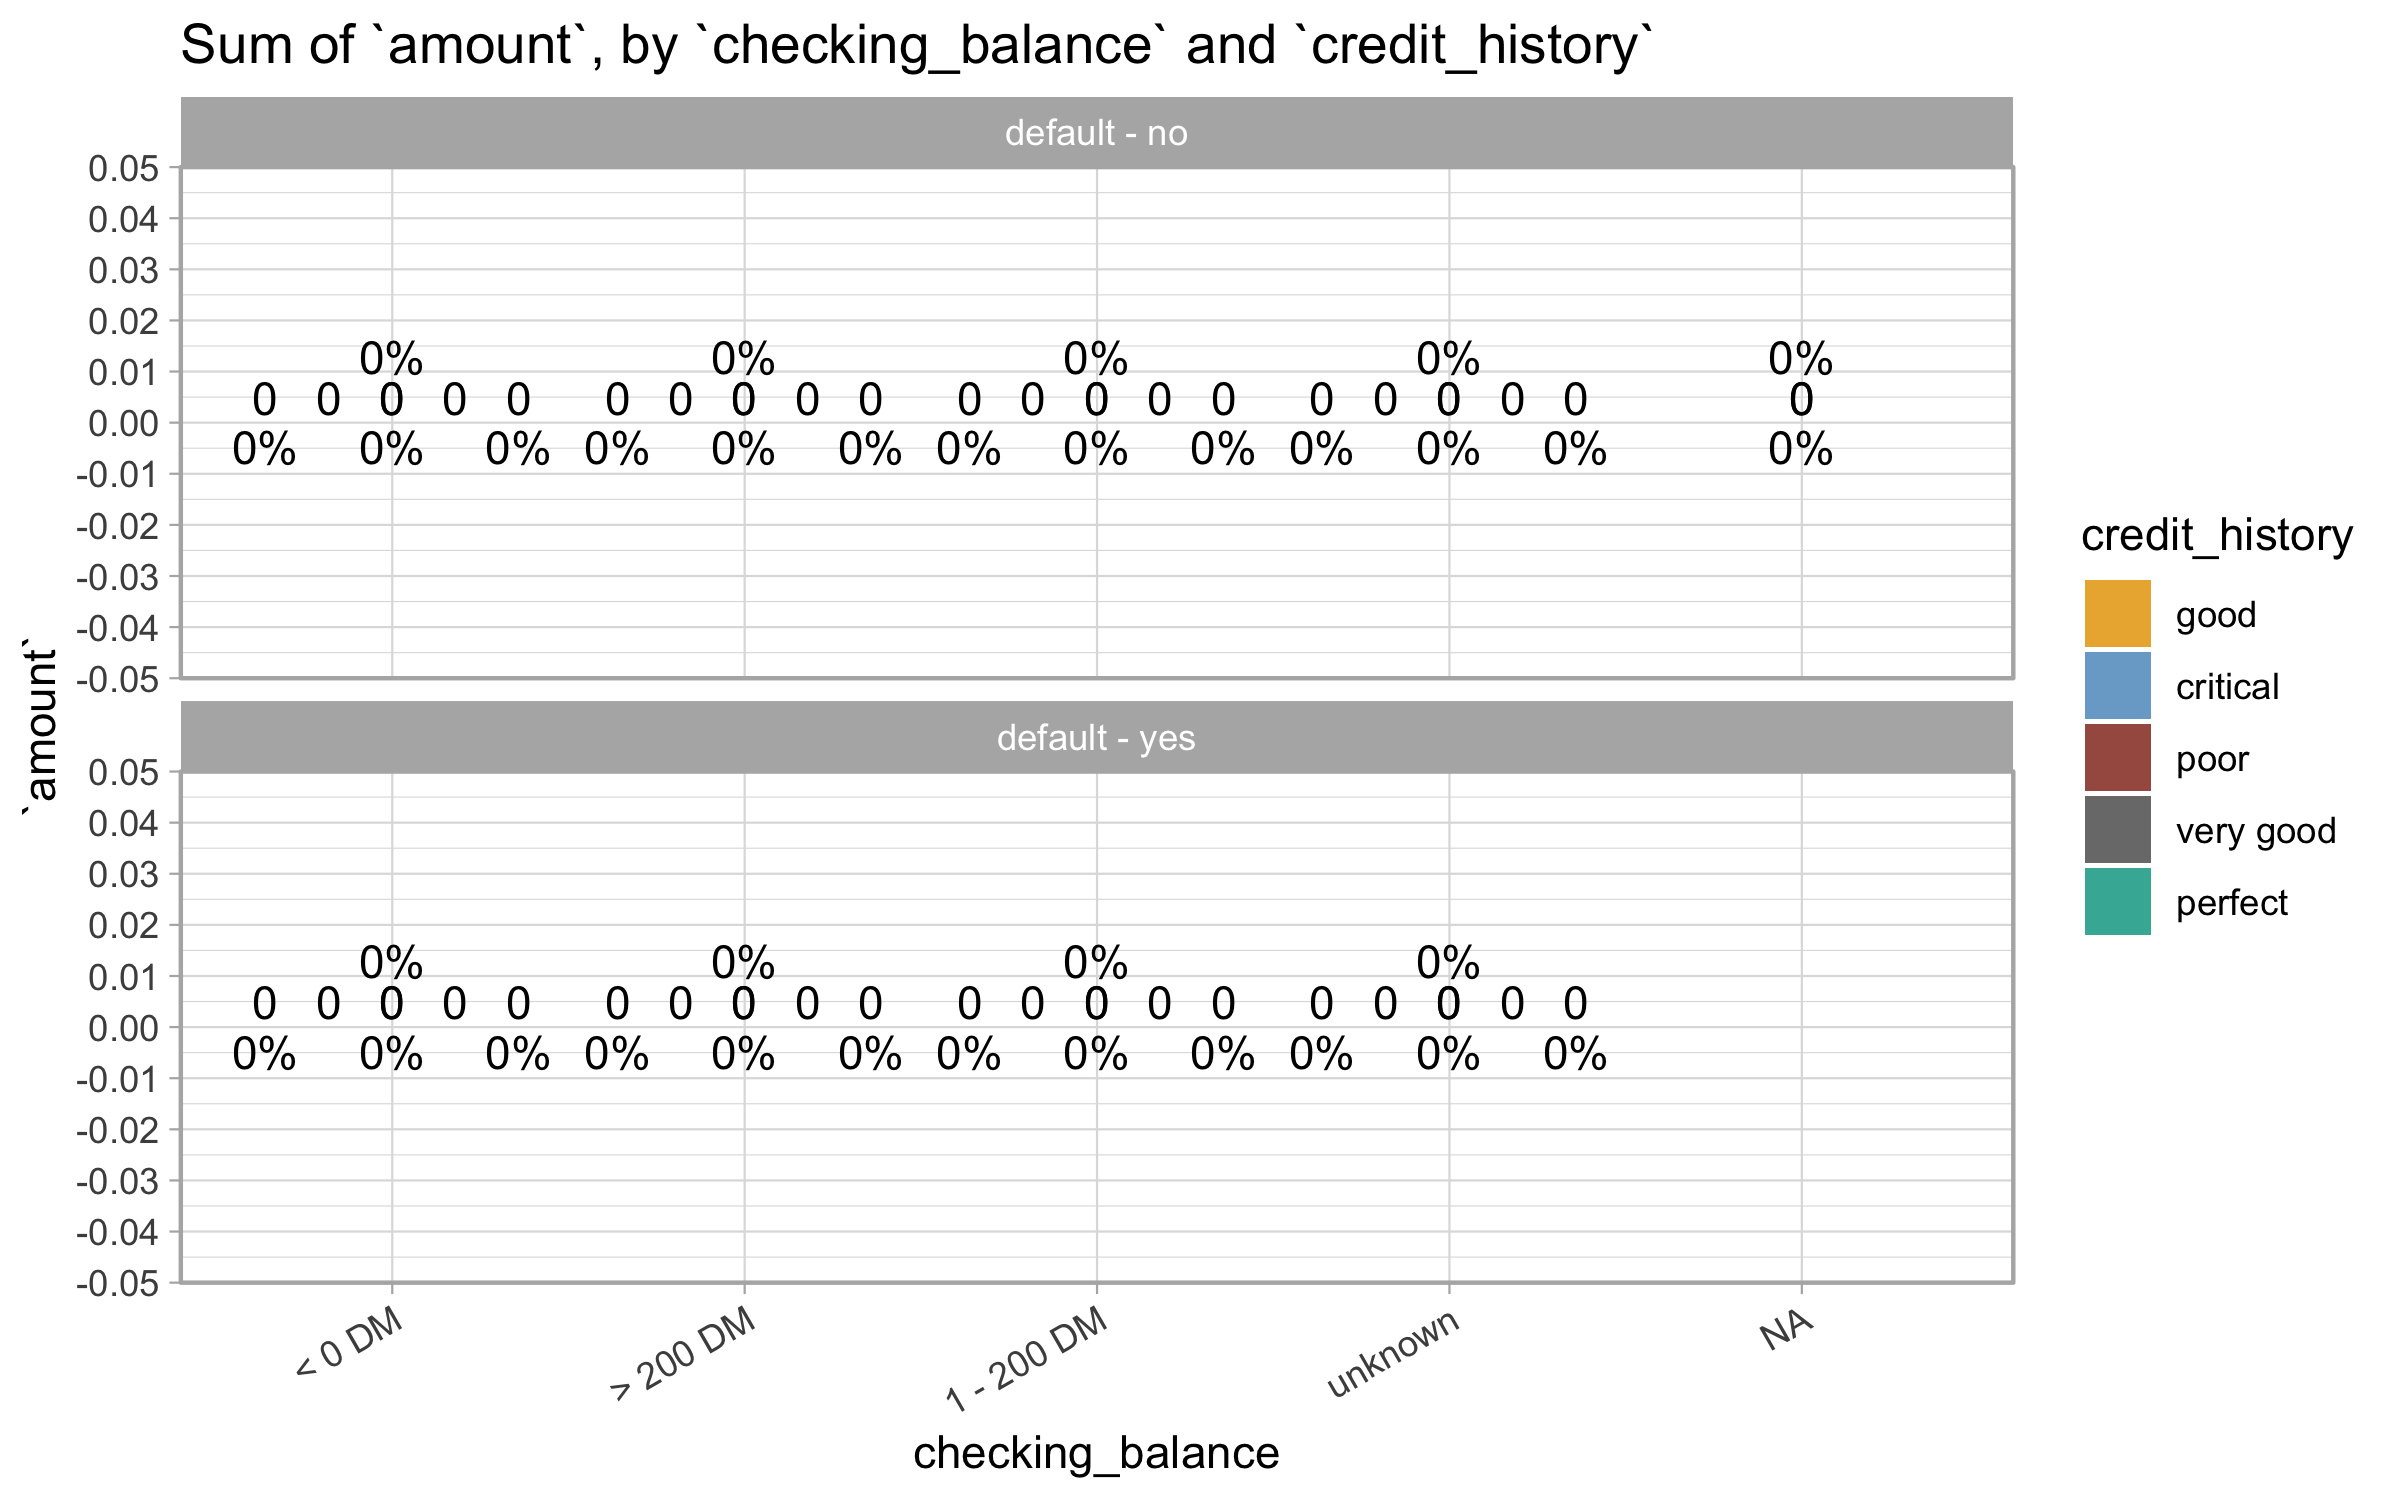 Sum of `amount`, by `checking_balance` and `credit_history`
default - no
0.05
0.04
0.03
0.02
0.01
0.00
-0.01
-0.02
-0.03
-0.04
-0.05
0% 0% 0% 0% 0%
0 0 0 0 0 0 0 0 0 0 0 0 0 0 0 0 0 0 0 0 0
0% 0% 0% 0% 0% 0% 0% 0% 0% 0% 0% 0% 0%
default - yes
0.05
0.04
0.03
0.02
0.01
0.00
-0.01
-0.02
-0.03
-0.04
-0.05
0% 0% 0% 0%
0 0 0 0 0 0 0 0 0 0 0 0 0 0 0 0 0 0 0 0
0% 0% 0% 0% 0% 0% 0% 0% 0% 0% 0% 0%
< 0 DM
> 200 DM
1 - 200 DM
unknown
NA
checking_balance
`amount`
credit_history
good
critical
poor
very good
perfect